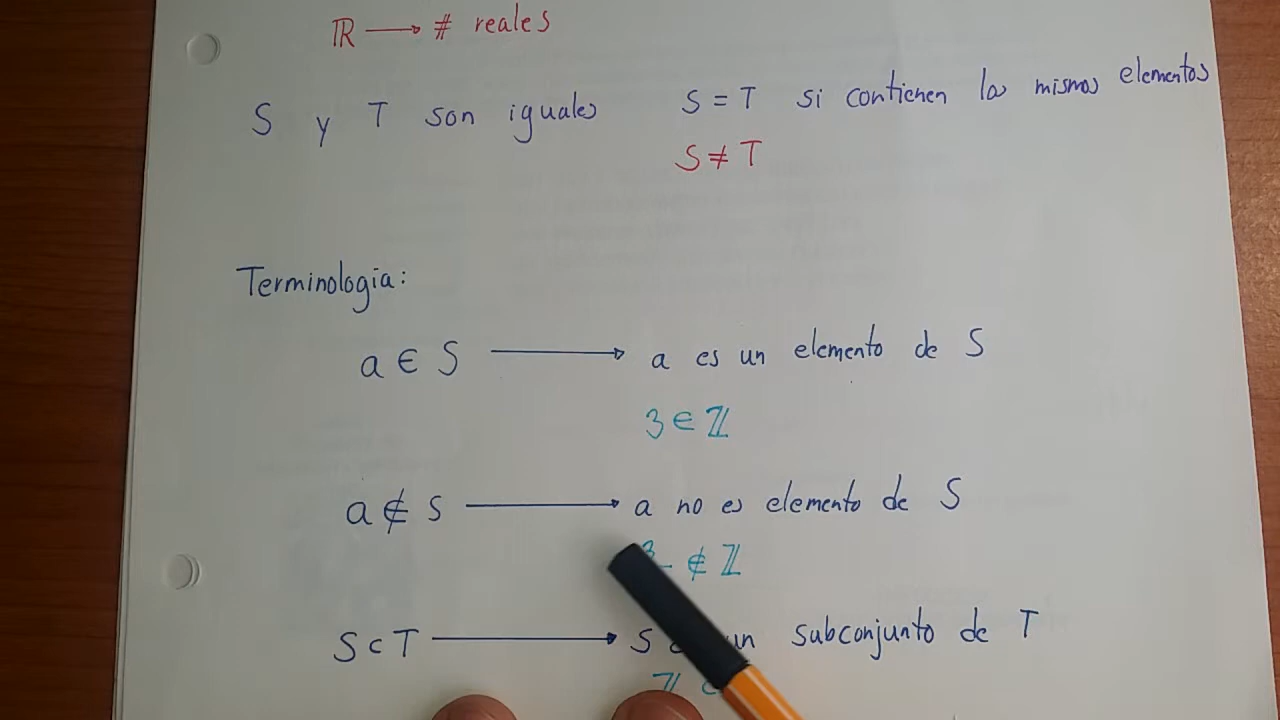 ℝ → # reales
S y T son iguales S = T si contienen los mismos elementos
S ≠ T
Terminologia:
a ∈ S → a es un elemento de S
3 ∈ ℤ
a ∉ S → a no es elemento de S
∉ ℤ
S ⊂ T → S un subconjunto de T
ℤ